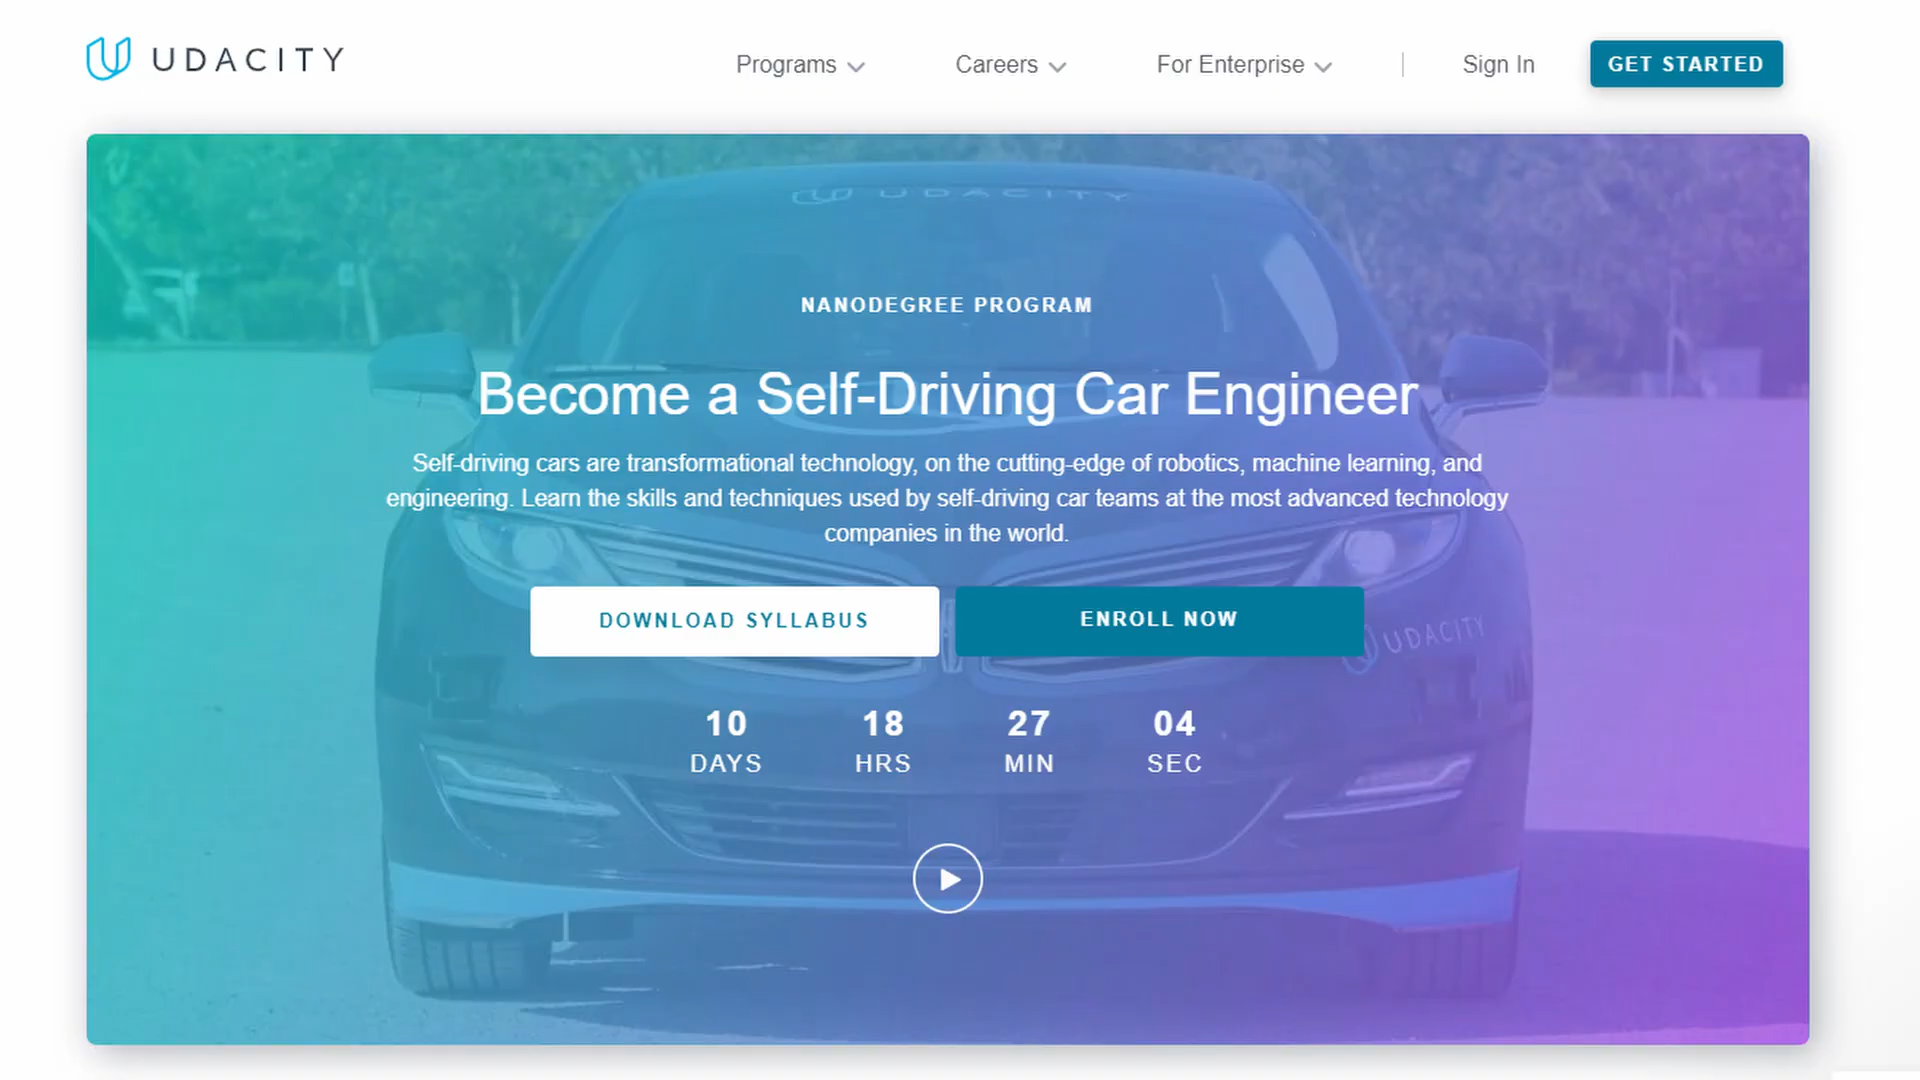 UDACITY
Programs
Careers
For Enterprise
Sign In
GET STARTED
UDACITY
NANODEGREE PROGRAM
Become a Self-Driving Car Engineer
Self-driving cars are transformational technology, on the cutting-edge of robotics, machine learning, and
engineering. Learn the skills and techniques used by self-driving car teams at the most advanced technology
companies in the world.
DOWNLOAD SYLLABUS
ENROLL NOW
UDACITY
10 18 27 04
DAYS HRS MIN SEC